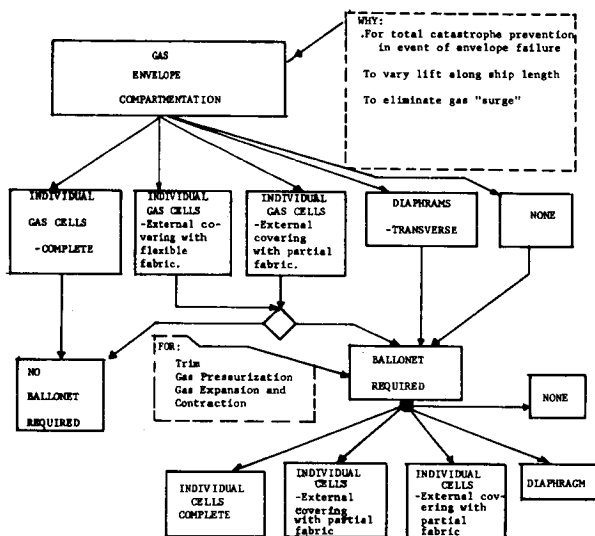 GAS
ENVELOPE
COMPARTMENTATION
WHY:
.For total catastrophe prevention
in event of envelope failure
To vary lift along ship length
To eliminate gas "surge"
INDIVIDUAL
GAS CELLS
-COMPLETE
INDIVIDUAL
GAS CELLS
-External co-
vering with
flexible
fabric.
INDIVIDUAL
GAS CELLS
-External
covering
with partial
fabric.
DIAPHRAMS
-TRANSVERSE
NONE
NO
BALLONET
REQUIRED
FOR:
Trim
Gas Pressurization
Gas Expansion and
Contraction
BALLONET
REQUIRED
NONE
INDIVIDUAL
CELLS
COMPLETE
INDIVIDUAL
CELLS
-External
covering
with partial
fabric
INDIVIDUAL
CELLS
-External cov-
ering with
partial
fabric
DIAPHRAGM